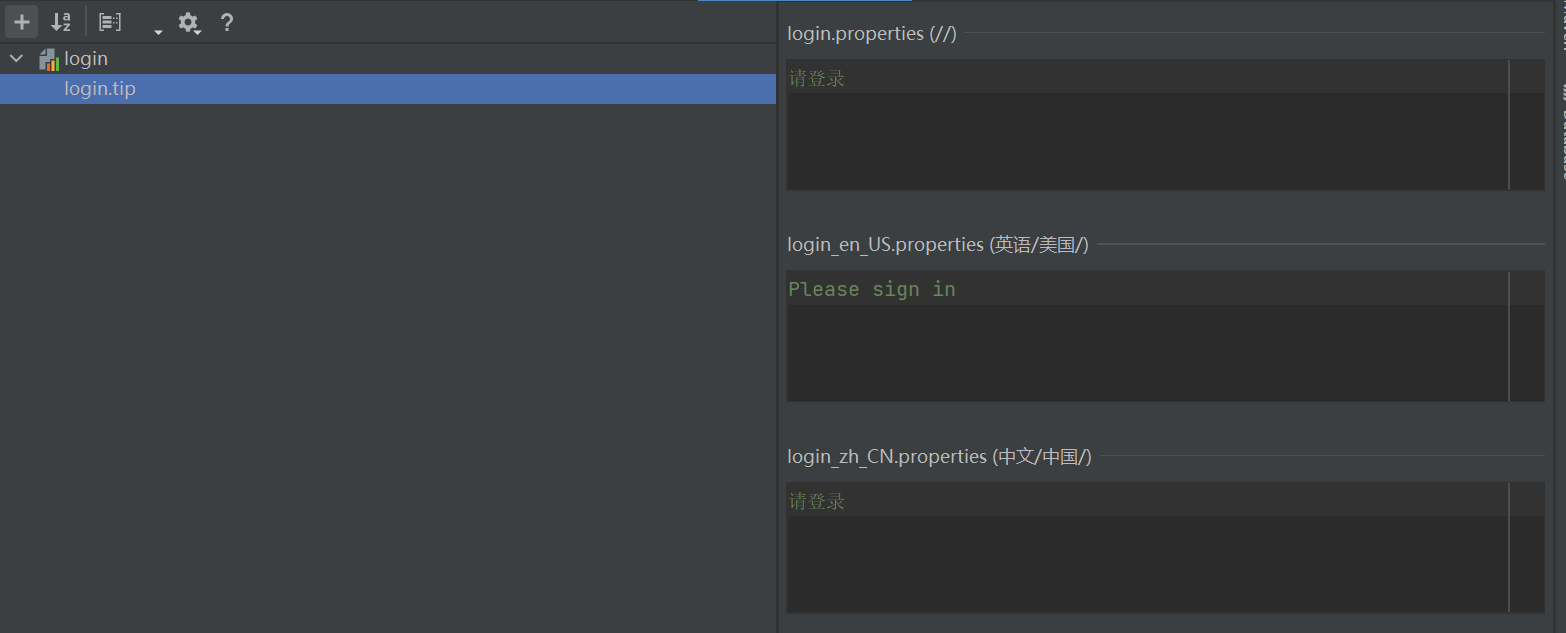 login
login.tip
login.properties (//)
请登录
login_en_US.properties (英语/美国/)
Please sign in
login_zh_CN.properties (中文/中国/)
请登录